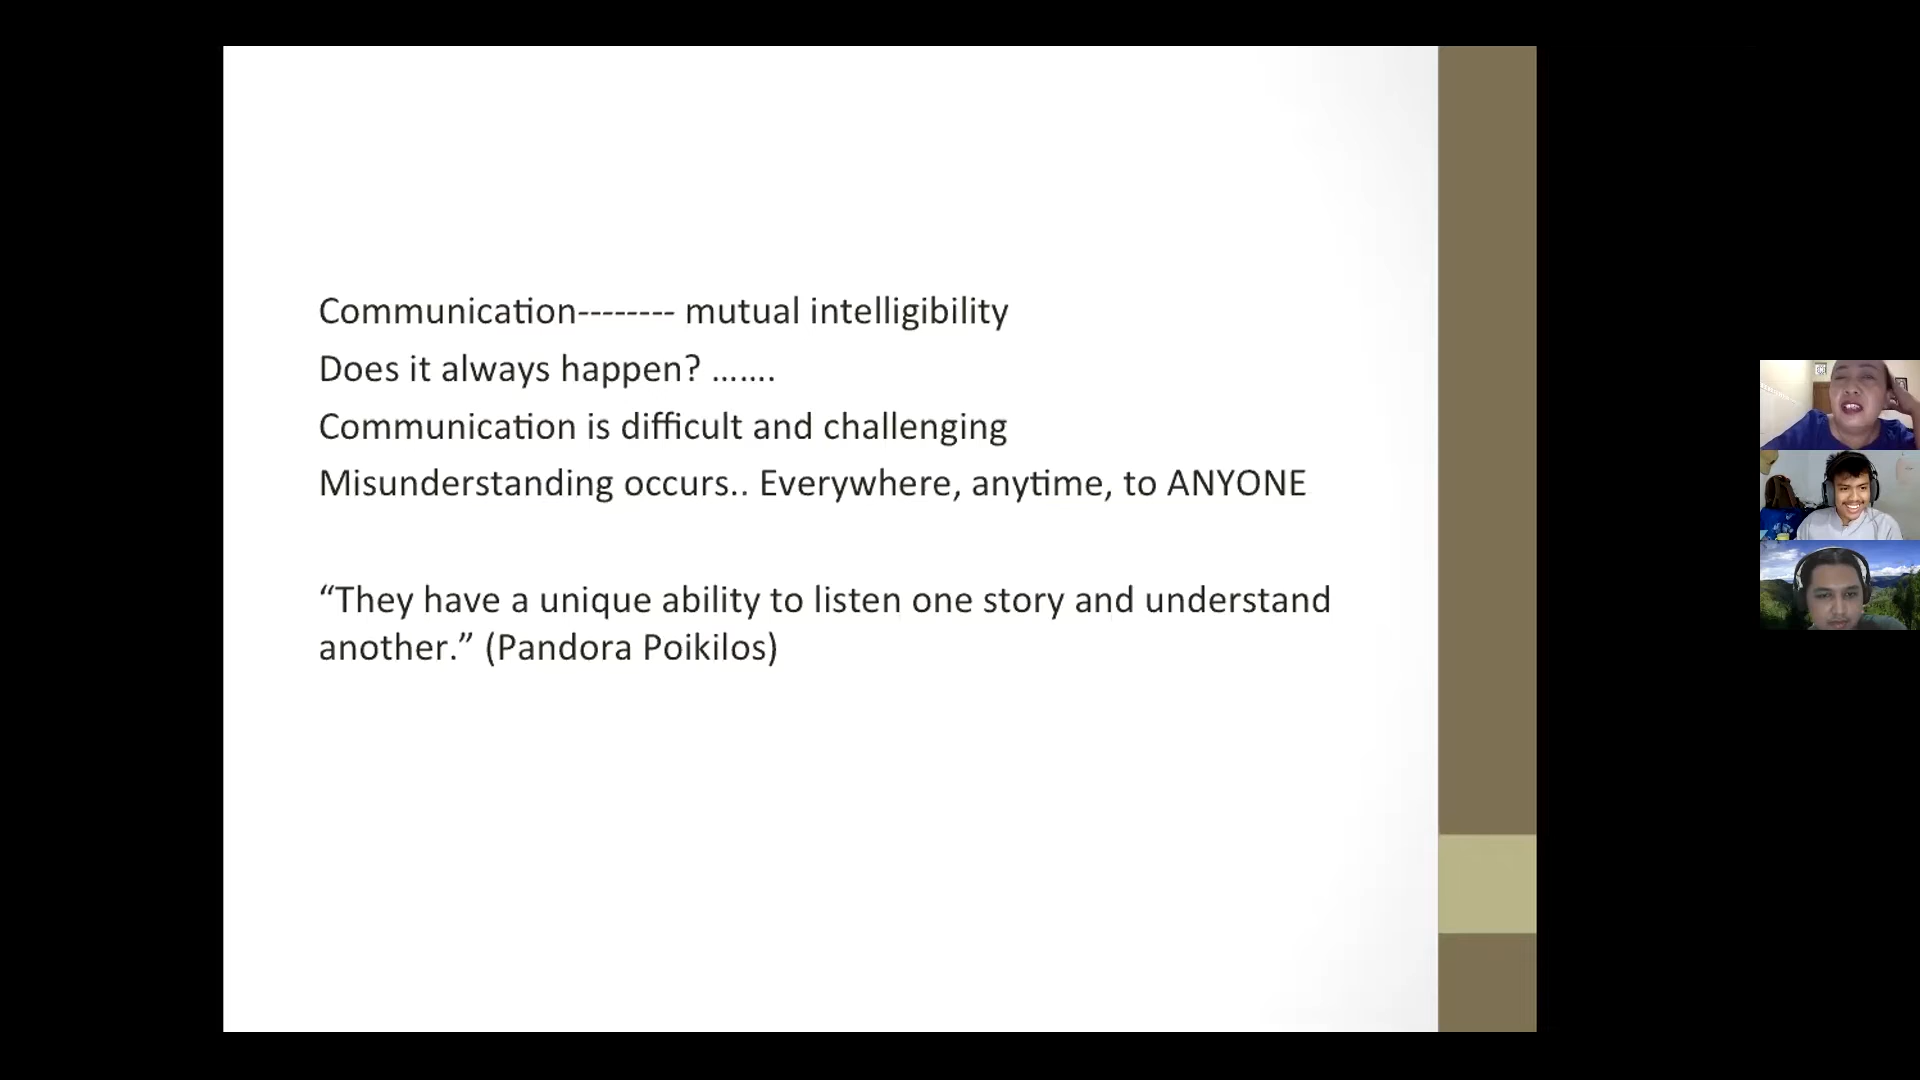 Communication-------- mutual intelligibility
Does it always happen? …….
Communication is difficult and challenging
Misunderstanding occurs.. Everywhere, anytime, to ANYONE
“They have a unique ability to listen one story and understand
another.” (Pandora Poikilos)